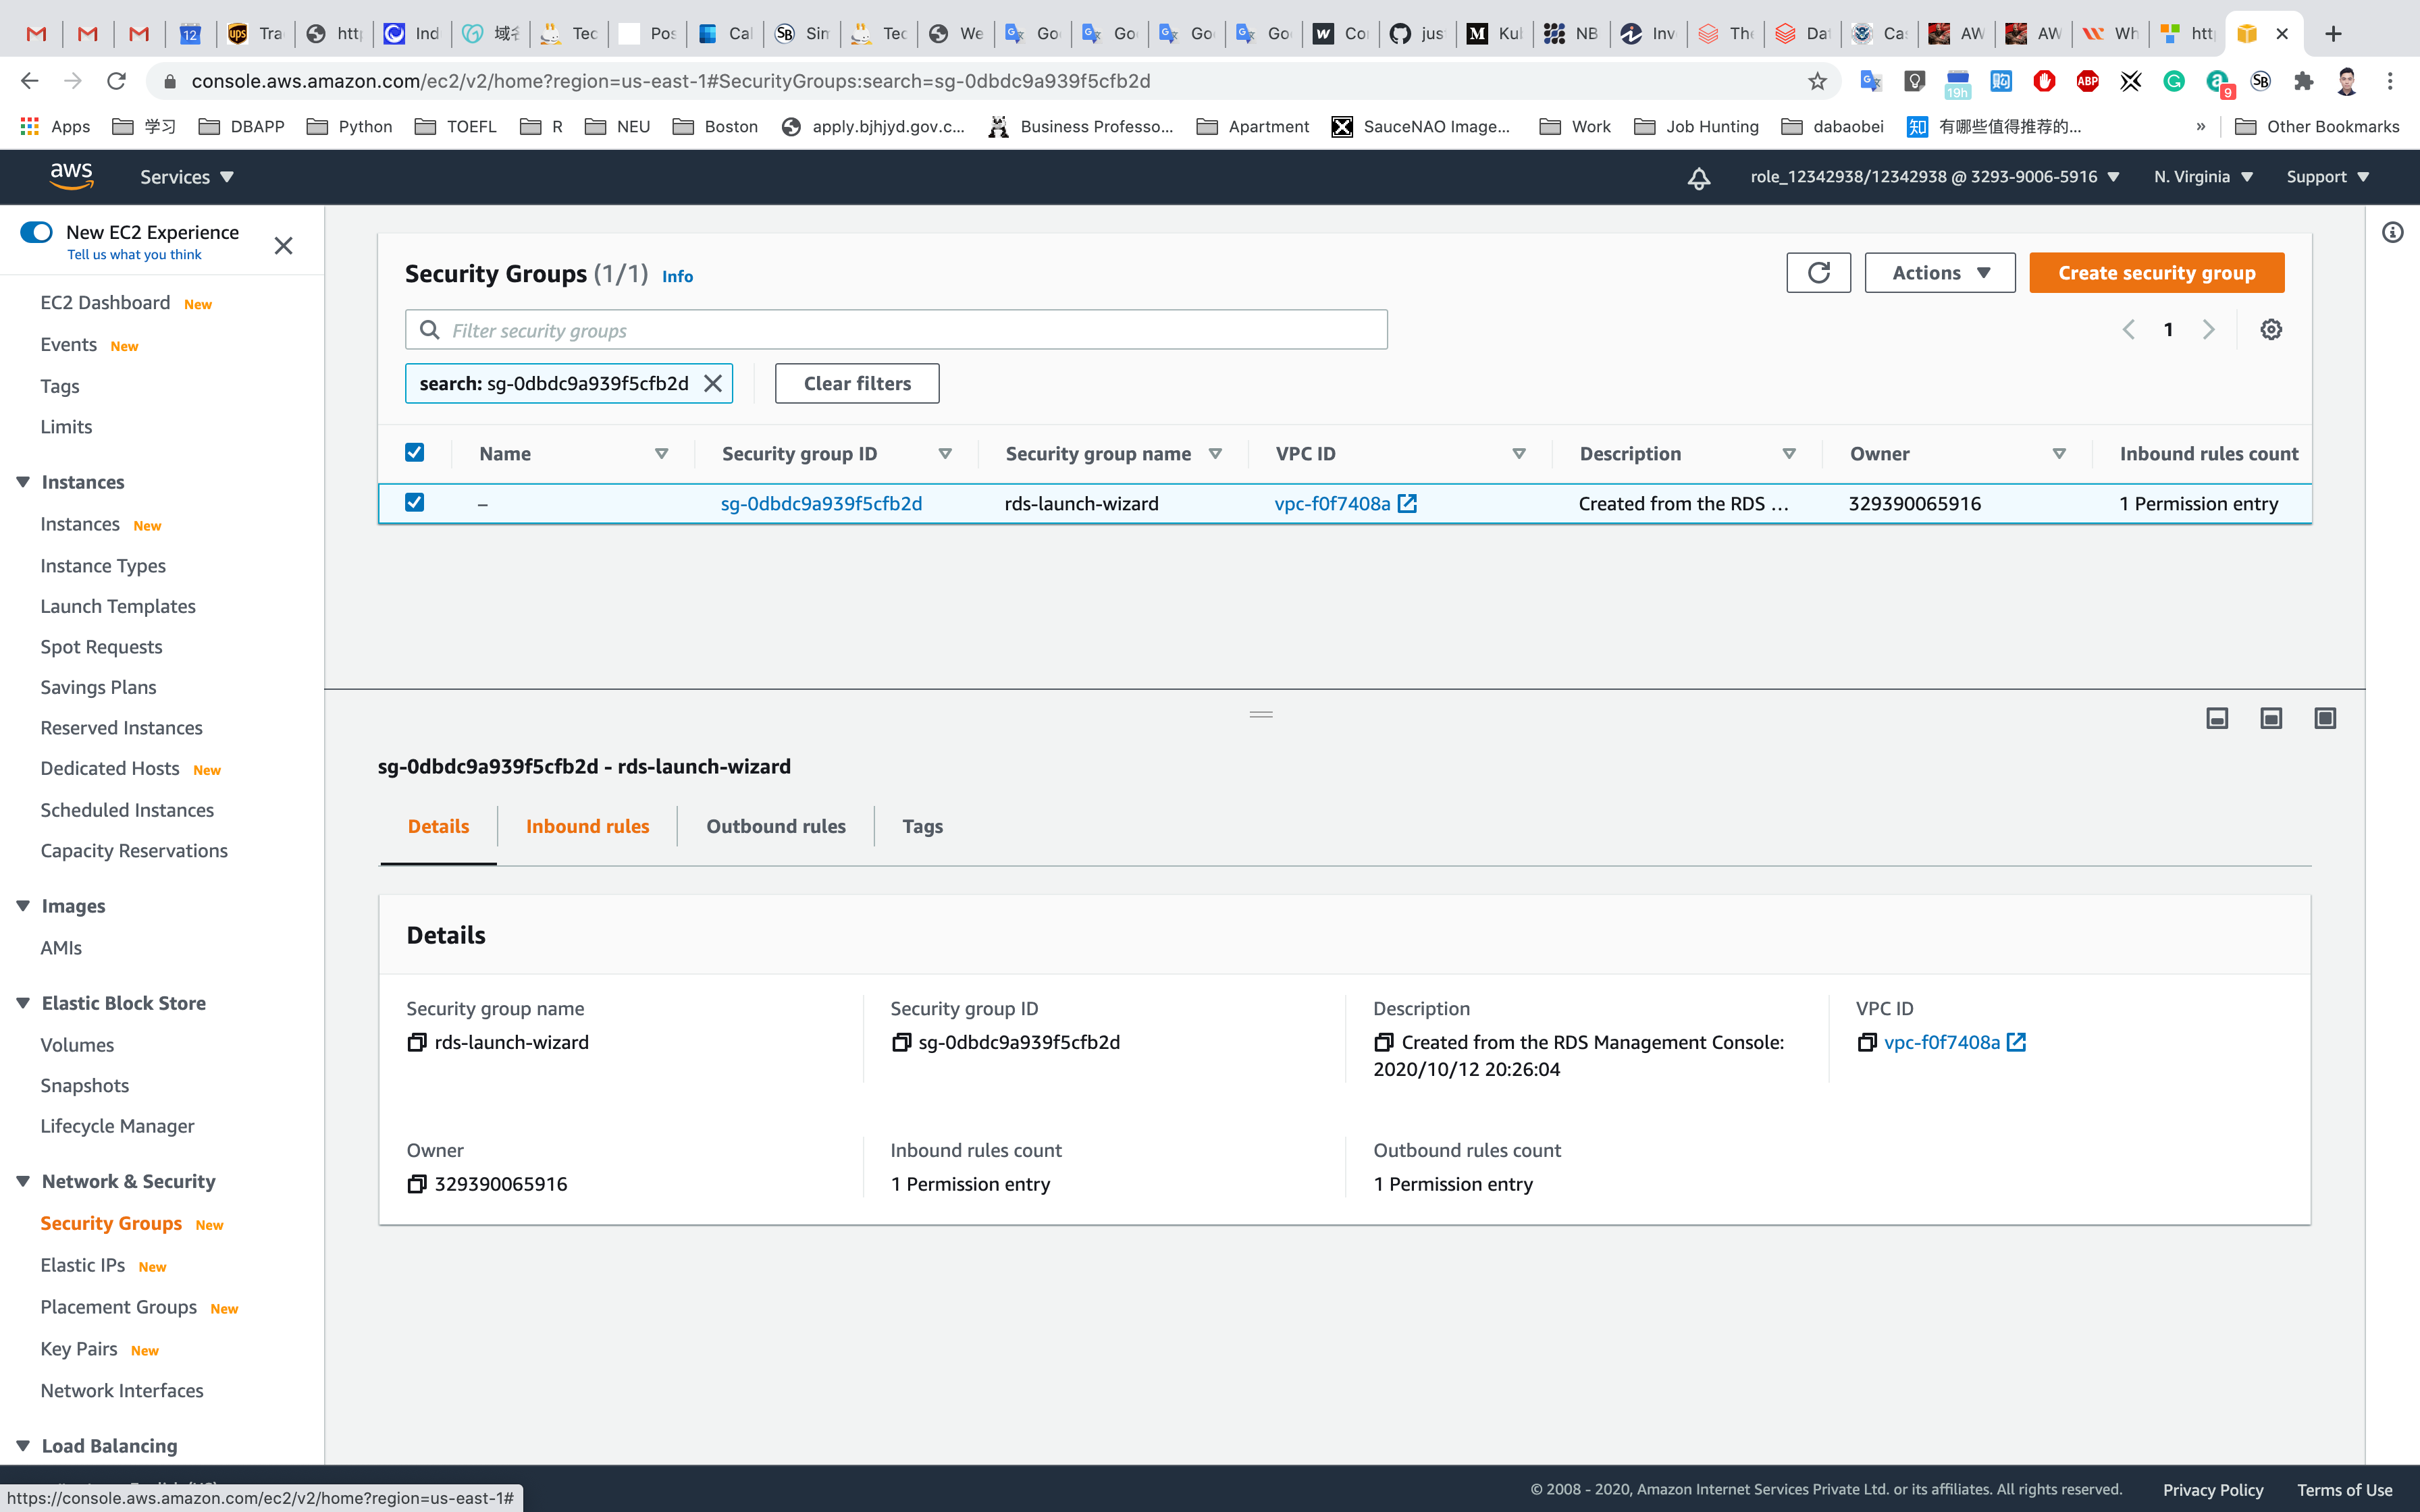 12
Tra
htt
Ind
域名
Tec
Pos
Cal
Sim
Tec
We
Go
Go
Go
Go
Co
jus
Kub
NB
Inv
The
Dat
Ca
AW
AW
Wh
htt
console.aws.amazon.com/ec2/v2/home?region=us-east-1#SecurityGroups:search=sg-0dbdc9a939f5cfb2d
19h
ABP
9
SB
Apps
学习
DBAPP
Python
TOEFL
R
NEU
Boston
apply.bjhjyd.gov.c...
Business Professo...
Apartment
SauceNAO Image...
Work
Job Hunting
dabaobei
知 有哪些值得推荐的...
»
Other Bookmarks
aws
Services
role_12342938/12342938 @ 3293-9006-5916
N. Virginia
Support
New EC2 Experience
Tell us what you think
EC2 Dashboard New
Events New
Tags
Limits
Instances
Instances New
Instance Types
Launch Templates
Spot Requests
Savings Plans
Reserved Instances
Dedicated Hosts New
Scheduled Instances
Capacity Reservations
Images
AMIs
Elastic Block Store
Volumes
Snapshots
Lifecycle Manager
Network & Security
Security Groups New
Elastic IPs New
Placement Groups New
Key Pairs New
Network Interfaces
Load Balancing
Security Groups (1/1) Info
Actions
Create security group
Filter security groups
1
search: sg-0dbdc9a939f5cfb2d
Clear filters
Name Security group ID Security group name VPC ID Description Owner Inbound rules count
– sg-0dbdc9a939f5cfb2d rds-launch-wizard vpc-f0f7408a Created from the RDS ... 329390065916 1 Permission entry
sg-0dbdc9a939f5cfb2d - rds-launch-wizard
Details
Inbound rules
Outbound rules
Tags
Details
Security group name
rds-launch-wizard
Security group ID
sg-0dbdc9a939f5cfb2d
Description
Created from the RDS Management Console:
2020/10/12 20:26:04
VPC ID
vpc-f0f7408a
Owner
329390065916
Inbound rules count
1 Permission entry
Outbound rules count
1 Permission entry
https://console.aws.amazon.com/ec2/v2/home?region=us-east-1#
© 2008 - 2020, Amazon Internet Services Private Ltd. or its affiliates. All rights reserved.
Privacy Policy
Terms of Use